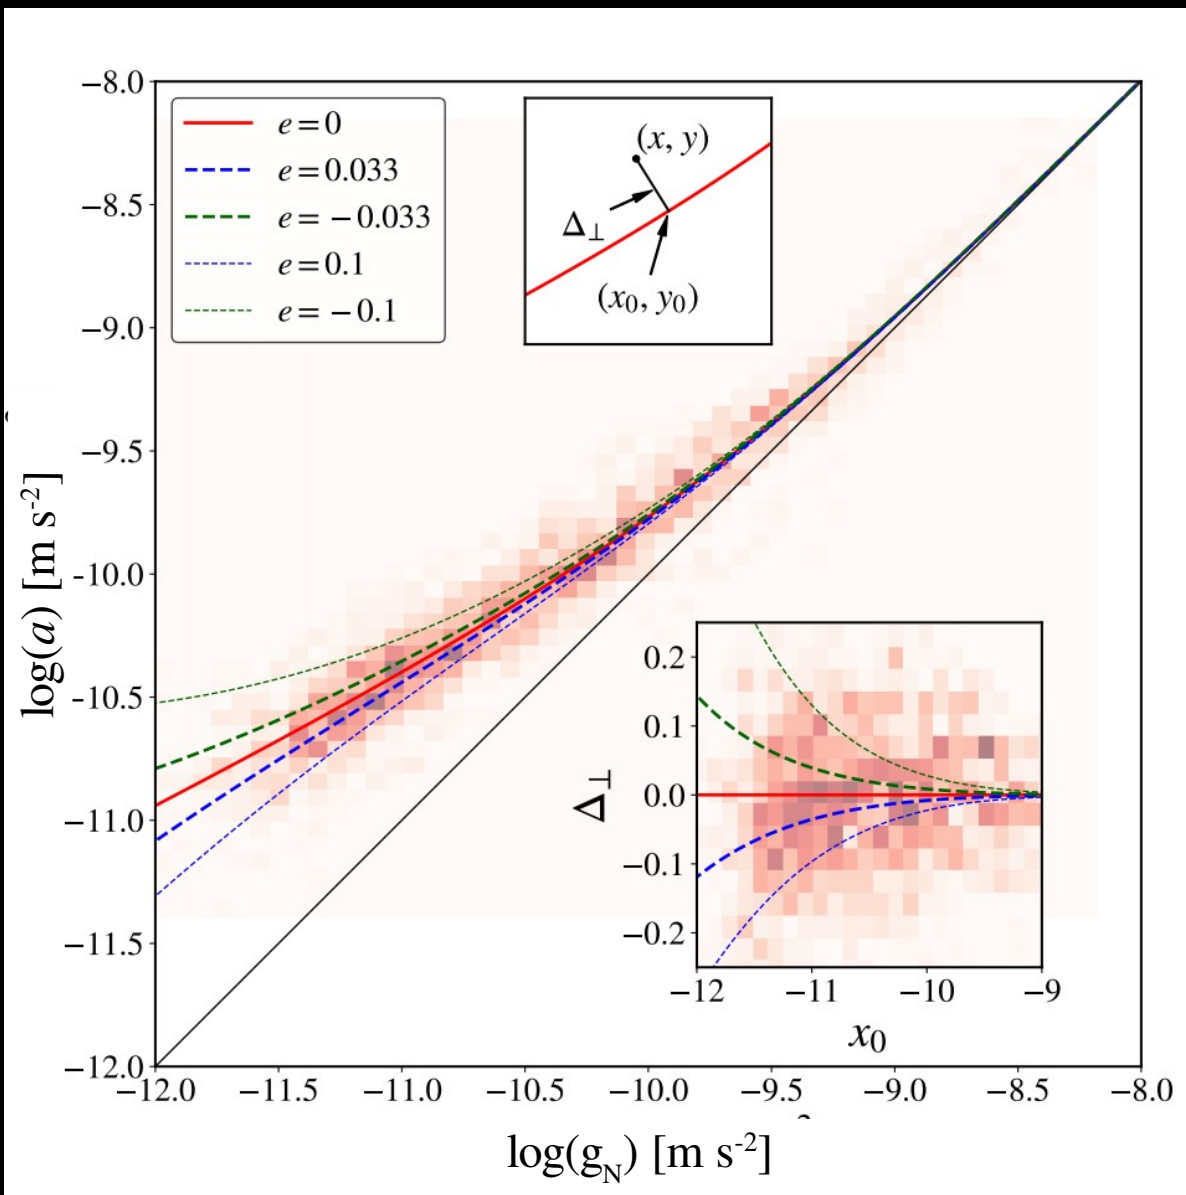 −8.0
−8.5
−9.0
−9.5
-10.0
-10.5
−11.0
−11.5
−12.0
log(a) [m s⁻²]
e = 0
e = 0.033
e = −0.033
e = 0.1
e = −0.1
(x, y)
Δ⊥
(x₀, y₀)
0.2
0.1
0.0
−0.1
−0.2
Δ⊥
−12 −11 −10 −9
x₀
−12.0 −11.5 −11.0 −10.5 −10.0 −9.5 −9.0 −8.5 −8.0
log(g_N) [m s⁻²]